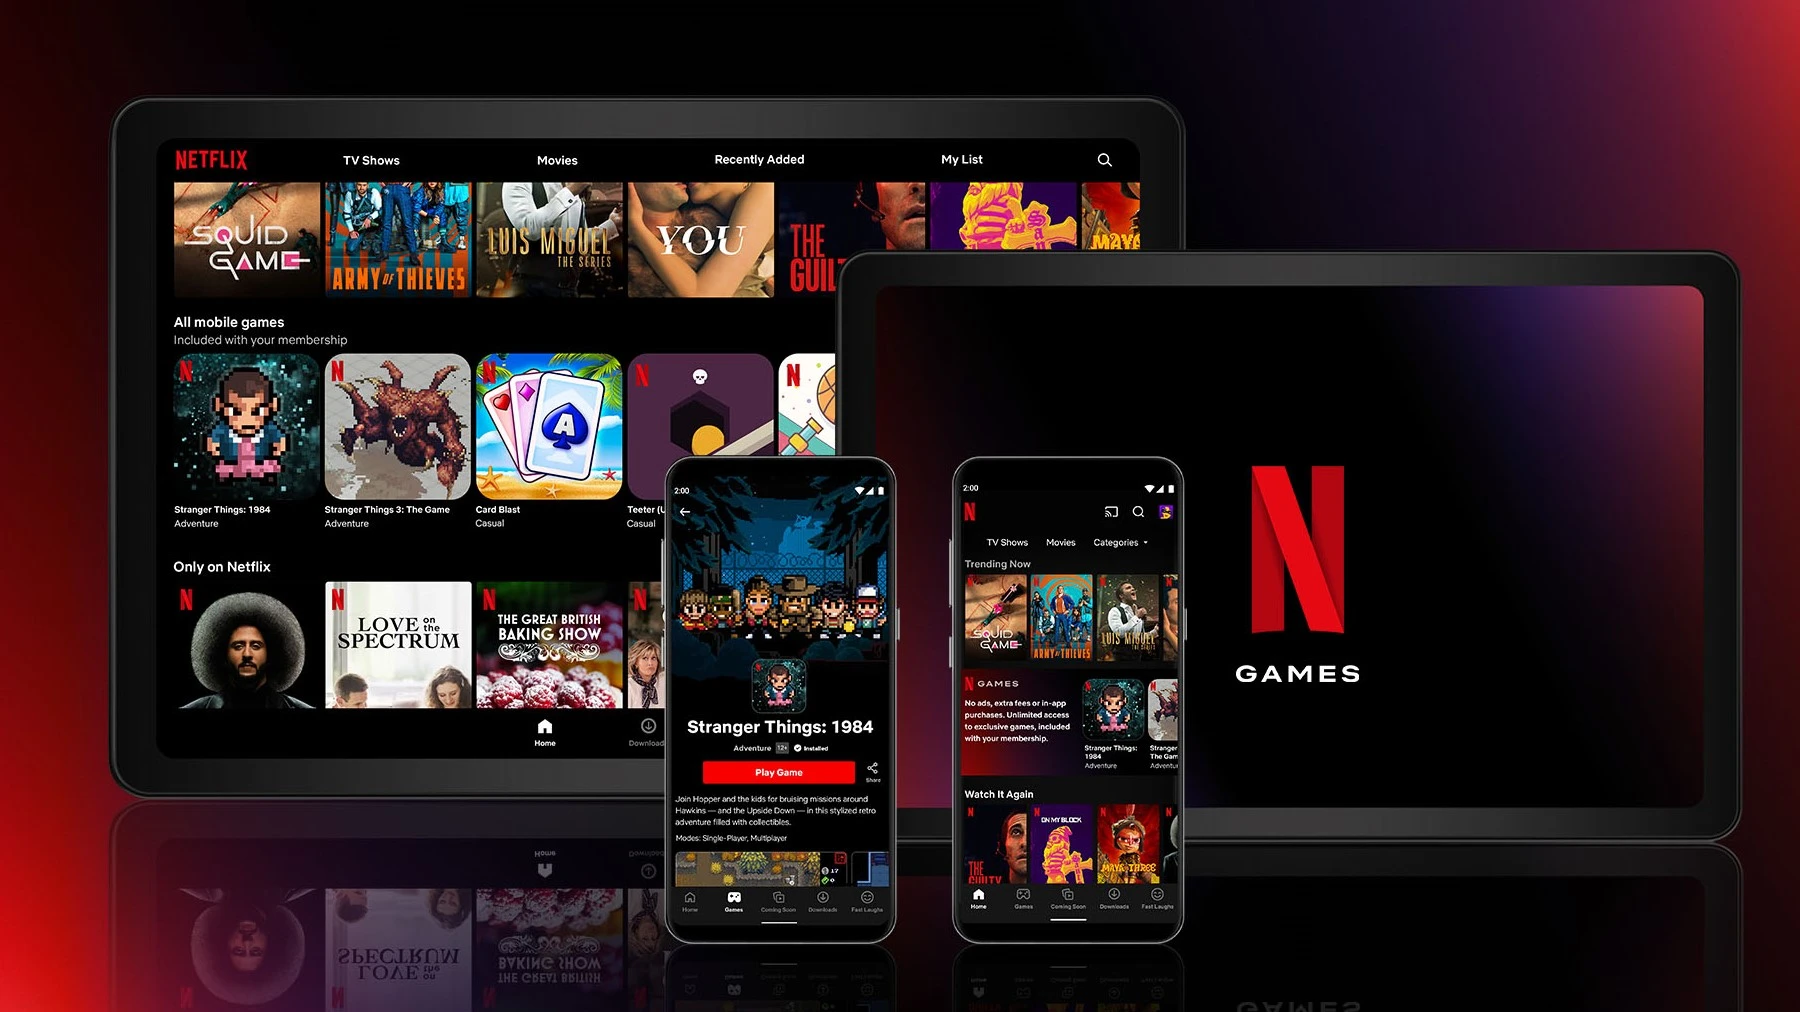 NETFLIX
TV Shows
Movies
Recently Added
My List
SQUID
GAME
ARMY OF THIEVES
LUIS MIGUEL
THE SERIES
YOU
THE
All mobile games
Included with your membership
N
N
N
N
N
A
Stranger Things: 1984
Adventure
Stranger Things 3: The Game
Adventure
Card Blast
Casual
Teeter
Casual
Only on Netflix
N
N
LOVE on the
SPECTRUM
N
THE GREAT BRITISH
BAKING SHOW
N
Home
2:00
Stranger Things: 1984
Adventure 12+ Installed
Play Game
Share
Join Hopper and the kids for bruising missions around
Hawkins — and the Upside Down — in this stylized retro
adventure filled with collectibles.
Modes: Single-Player, Multiplayer
17
0
Home
Games
Coming Soon
Downloads
Fast Laughs
2:00
N
TV Shows
Movies
Categories
Trending Now
SQUID
GAME
ARMY OF THIEVES
LUIS MIGUEL
THE SERIES
N GAMES
No ads, extra fees or in-app
purchases. Unlimited access
to exclusive games, included
with your membership.
Stranger Things:
1984
Adventure
Watch It Again
THE
GUILTY
ON MY BLOCK
MAYA AND THE THREE
Home
Games
Coming Soon
Downloads
Fast Laughs
N
GAMES